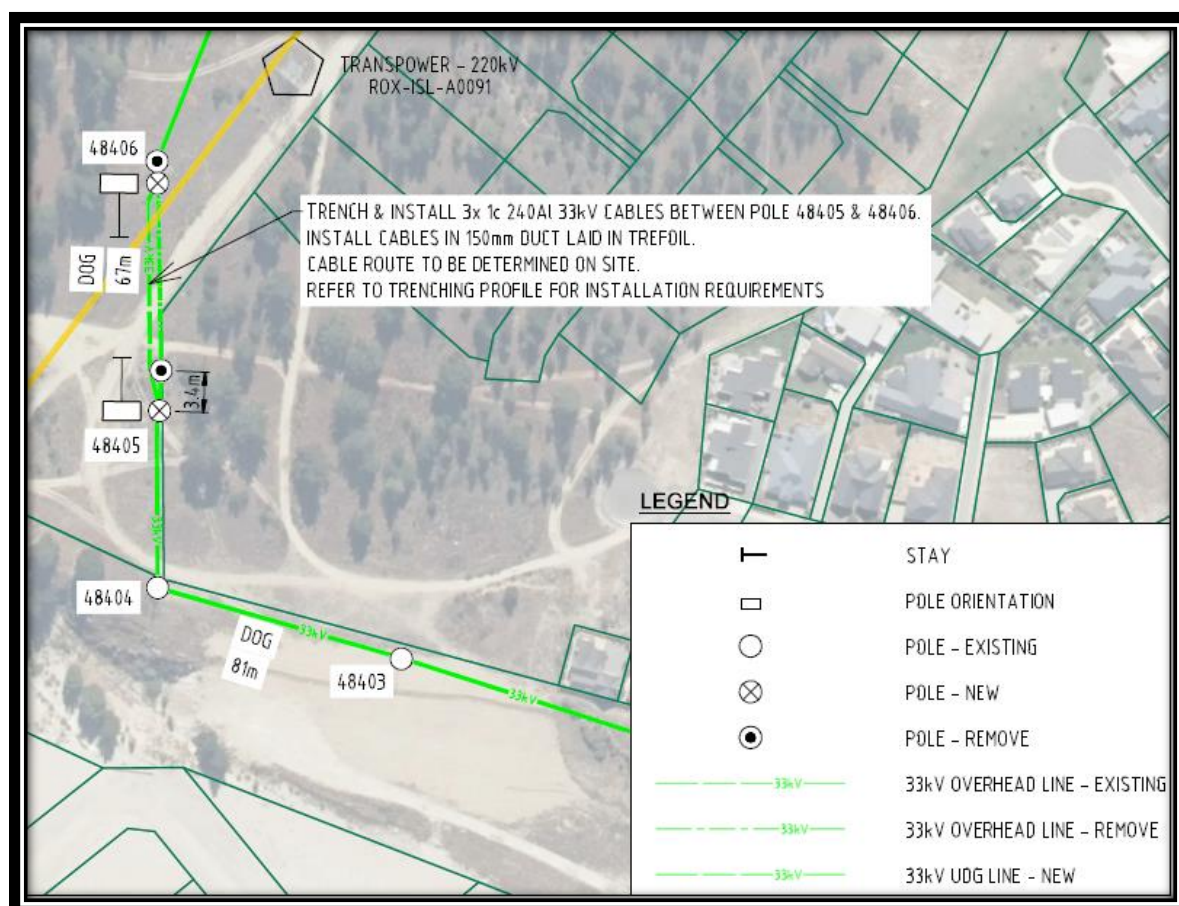 TRANSPOWER - 220kV
ROX-ISL-A0091
48406
TRENCH & INSTALL 3x 1c 240Al 33kV CABLES BETWEEN POLE 48405 & 48406.
INSTALL CABLES IN 150mm DUCT LAID IN TREFOIL.
CABLE ROUTE TO BE DETERMINED ON SITE.
REFER TO TRENCHING PROFILE FOR INSTALLATION REQUIREMENTS
DOG
67m
33kV
3.4m
48405
33kV
48404
DOG
81m
33kV
48403
33kV
LEGEND
STAY
POLE ORIENTATION
POLE - EXISTING
POLE - NEW
POLE - REMOVE
33kV
33kV OVERHEAD LINE - EXISTING
33kV
33kV OVERHEAD LINE - REMOVE
33kV
33kV UDG LINE - NEW